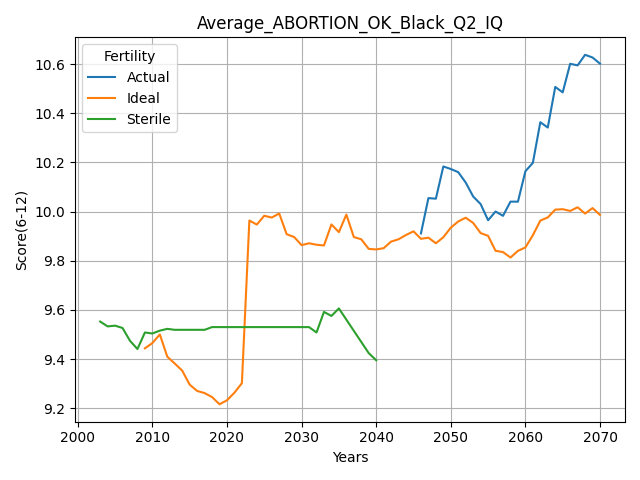 Average_ABORTION_OK_Black_Q2_IQ
Fertility
Actual
Ideal
Sterile
Score(6-12)
10.6
10.4
10.2
10.0
9.8
9.6
9.4
9.2
2000 2010 2020 2030 2040 2050 2060 2070
Years